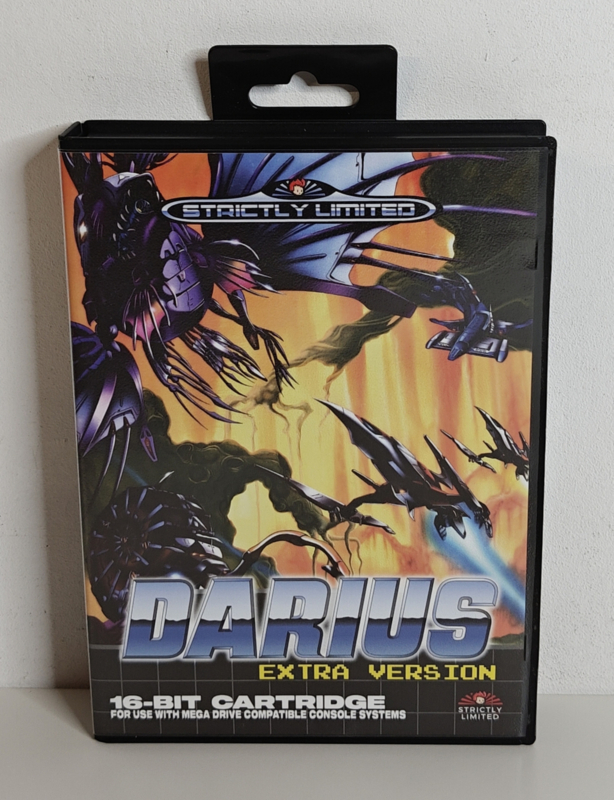 STRICTLY LIMITED
DARIUS
EXTRA VERSION
16-BIT CARTRIDGE
FOR USE WITH MEGA DRIVE COMPATIBLE CONSOLE SYSTEMS
STRICTLY
LIMITED